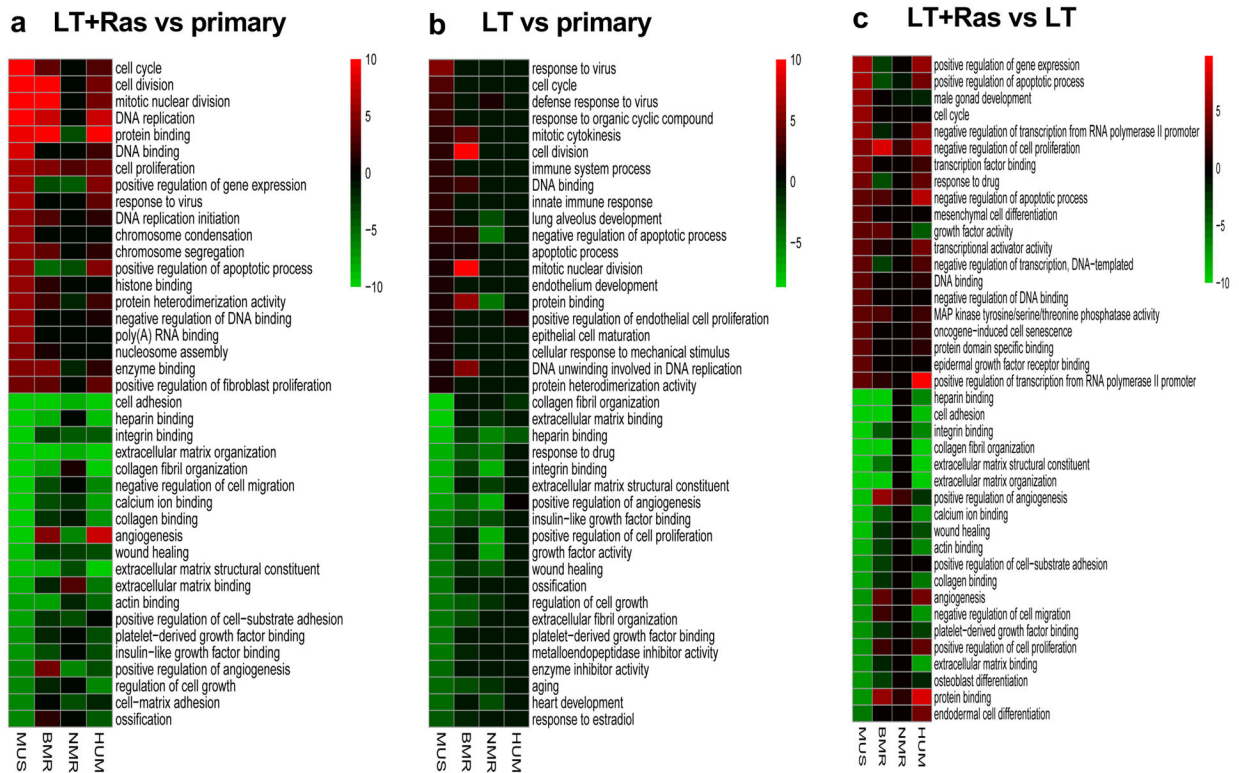 a LT+Ras vs primary
10
5
0
−5
−10
cell cycle
cell division
mitotic nuclear division
DNA replication
protein binding
DNA binding
cell proliferation
positive regulation of gene expression
response to virus
DNA replication initiation
chromosome condensation
chromosome segregation
positive regulation of apoptotic process
histone binding
protein heterodimerization activity
negative regulation of DNA binding
poly(A) RNA binding
nucleosome assembly
enzyme binding
positive regulation of fibroblast proliferation
cell adhesion
heparin binding
integrin binding
extracellular matrix organization
collagen fibril organization
negative regulation of cell migration
calcium ion binding
collagen binding
angiogenesis
wound healing
extracellular matrix structural constituent
extracellular matrix binding
actin binding
positive regulation of cell−substrate adhesion
platelet−derived growth factor binding
insulin−like growth factor binding
positive regulation of angiogenesis
regulation of cell growth
cell−matrix adhesion
ossification
MUS BMR NMR HUM
b LT vs primary
10
5
0
−5
response to virus
cell cycle
defense response to virus
response to organic cyclic compound
mitotic cytokinesis
cell division
immune system process
DNA binding
innate immune response
lung alveolus development
negative regulation of apoptotic process
apoptotic process
mitotic nuclear division
endothelium development
protein binding
positive regulation of endothelial cell proliferation
epithelial cell maturation
cellular response to mechanical stimulus
DNA unwinding involved in DNA replication
protein heterodimerization activity
collagen fibril organization
extracellular matrix binding
heparin binding
response to drug
integrin binding
extracellular matrix structural constituent
positive regulation of angiogenesis
insulin−like growth factor binding
positive regulation of cell proliferation
growth factor activity
wound healing
ossification
regulation of cell growth
extracellular fibril organization
platelet−derived growth factor binding
metalloendopeptidase inhibitor activity
enzyme inhibitor activity
aging
heart development
response to estradiol
MUS BMR NMR HUM
c LT+Ras vs LT
5
0
−5
−10
positive regulation of gene expression
positive regulation of apoptotic process
male gonad development
cell cycle
negative regulation of transcription from RNA polymerase II promoter
negative regulation of cell proliferation
transcription factor binding
response to drug
negative regulation of apoptotic process
mesenchymal cell differentiation
growth factor activity
transcriptional activator activity
negative regulation of transcription, DNA−templated
DNA binding
negative regulation of DNA binding
MAP kinase tyrosine/serine/threonine phosphatase activity
oncogene−induced cell senescence
protein domain specific binding
epidermal growth factor receptor binding
positive regulation of transcription from RNA polymerase II promoter
heparin binding
cell adhesion
integrin binding
collagen fibril organization
extracellular matrix structural constituent
extracellular matrix organization
positive regulation of angiogenesis
calcium ion binding
wound healing
actin binding
positive regulation of cell−substrate adhesion
collagen binding
angiogenesis
negative regulation of cell migration
platelet−derived growth factor binding
positive regulation of cell proliferation
extracellular matrix binding
osteoblast differentiation
protein binding
endodermal cell differentiation
MUS BMR NMR HUM